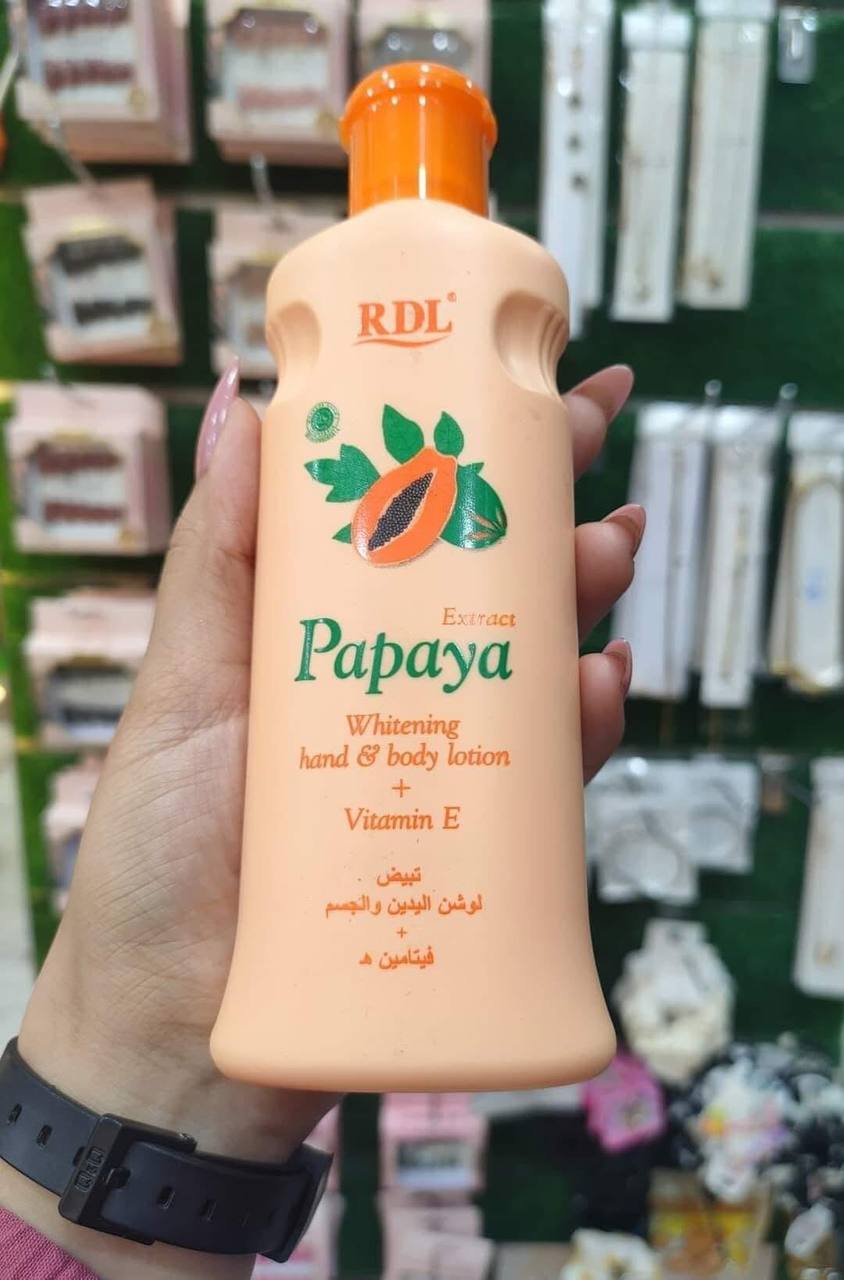 RDL®
Extract
Papaya
Whitening
hand & body lotion
+
Vitamin E
تبيض
لوشن اليدين والجسم
+
فيتامين هـ